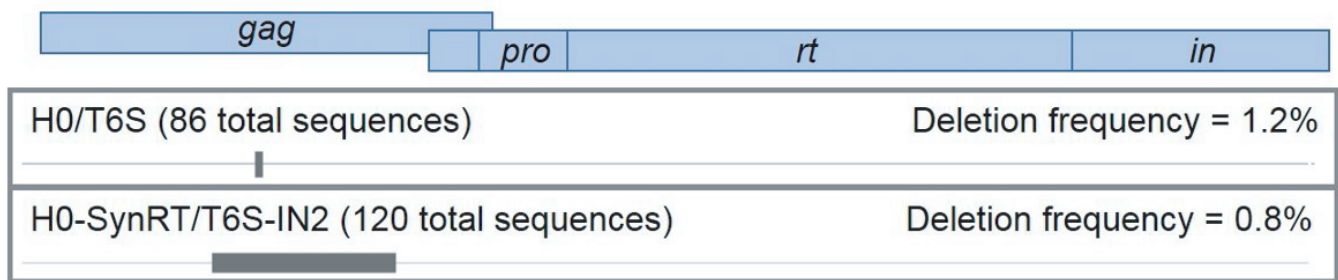 gag
pro rt in
H0/T6S (86 total sequences) Deletion frequency = 1.2%
H0-SynRT/T6S-IN2 (120 total sequences) Deletion frequency = 0.8%